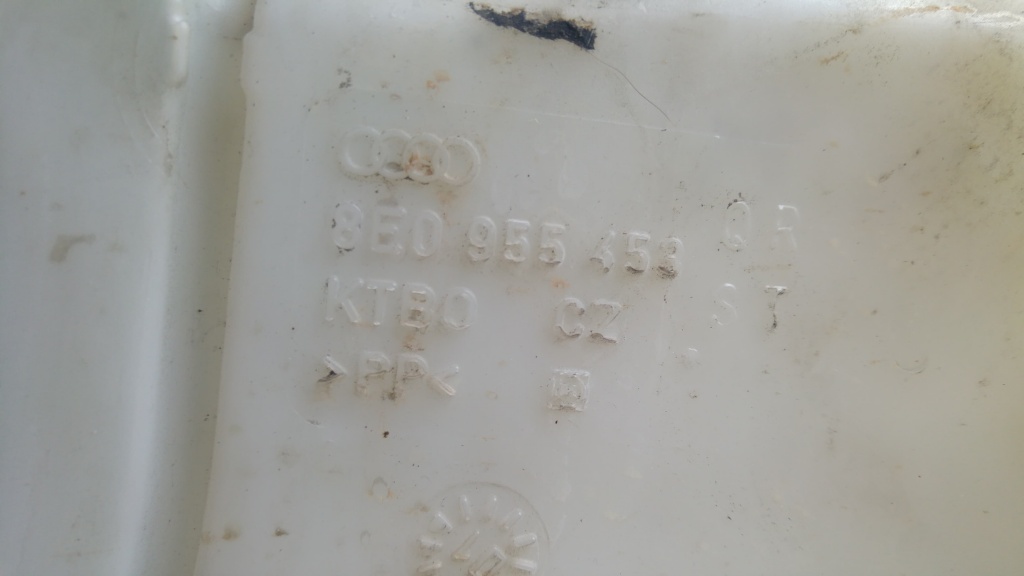 8E0 955 453 Q R
KTBO CZ S T
>PP<